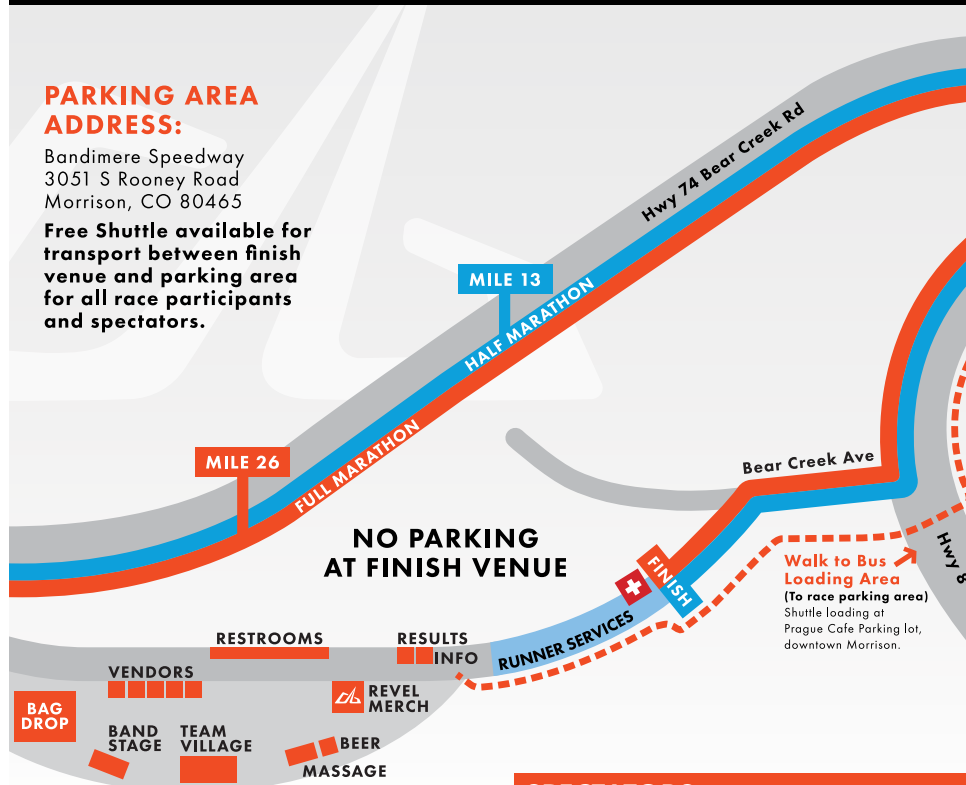 PARKING AREA
ADDRESS:
Bandimere Speedway
3051 S Rooney Road
Morrison, CO 80465
Free Shuttle available for
transport between finish
venue and parking area
for all race participants
and spectators.
Hwy 74 Bear Creek Rd
MILE 13
HALF MARATHON
MILE 26
FULL MARATHON
Bear Creek Ave
NO PARKING
AT FINISH VENUE
FINISH
Hwy 8
Walk to Bus
Loading Area
(To race parking area)
Shuttle loading at
Prague Cafe Parking lot,
downtown Morrison.
RUNNER SERVICES
RESTROOMS
RESULTS
INFO
VENDORS
REVEL
MERCH
BAG
DROP
BAND
STAGE
TEAM
VILLAGE
BEER
MASSAGE